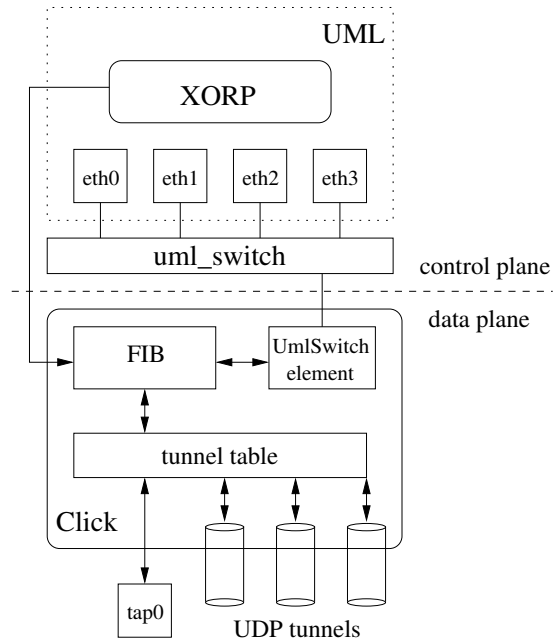 UML
XORP
eth0
eth1
eth2
eth3
uml_switch
control plane
data plane
FIB
UmlSwitch
element
tunnel table
Click
tap0
UDP tunnels